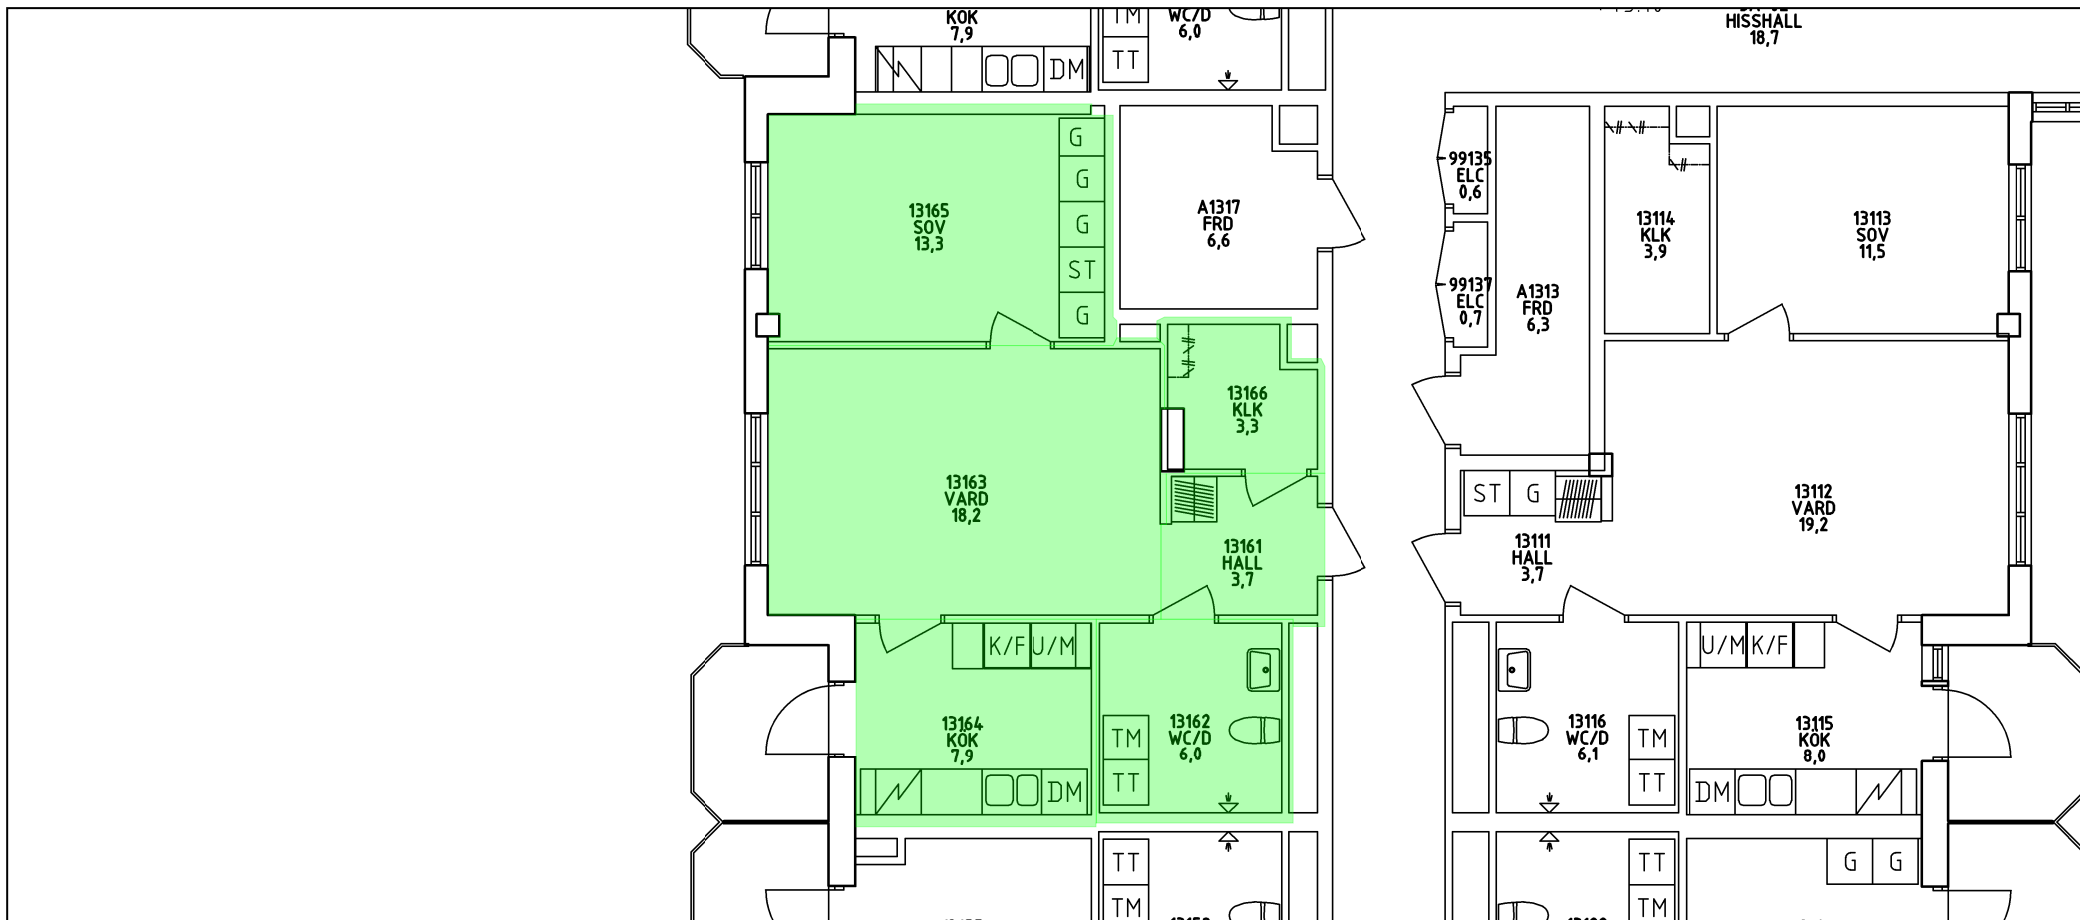 KÖK
7,9
WC/D
6,0
TM
TT
DM
HISSHALL
18,7
13165
SOV
13,3
G
G
G
ST
G
A1317
FRD
6,6
99135
ELC
0,6
99137
ELC
0,7
A1313
FRD
6,3
13114
KLK
3,9
13113
SOV
11,5
13166
KLK
3,3
13163
VARD
18,2
13161
HALL
3,7
ST G
13111
HALL
3,7
13112
VARD
19,2
K/F U/M
13164
KÖK
7,9
DM
13162
WC/D
6,0
TM
TT
13116
WC/D
6,1
TM
TT
U/M K/F
13115
KÖK
8,0
DM
TT
TM
TT
TM
G G